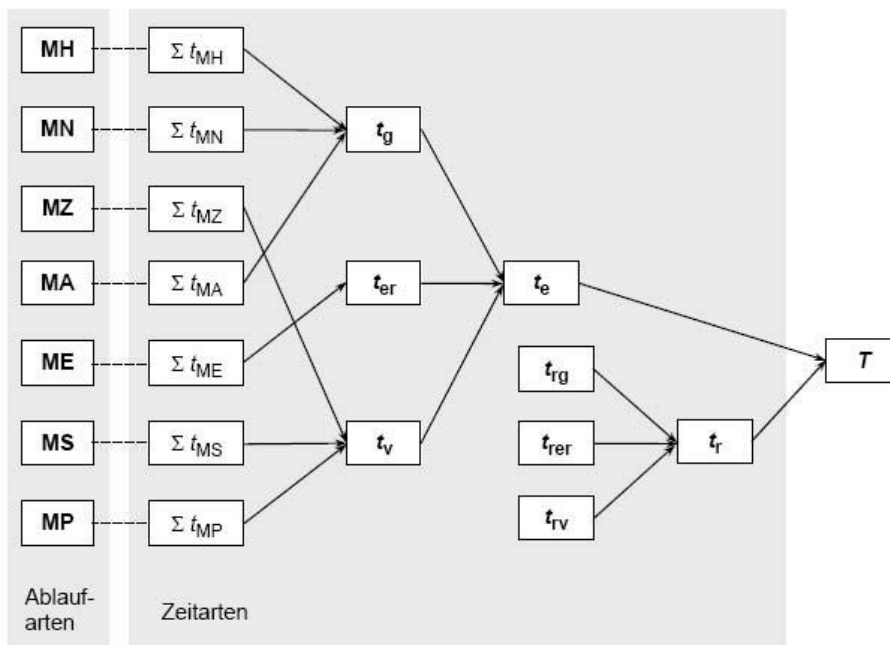 MH Σ tMH
MN Σ tMN tg
MZ Σ tMZ
MA Σ tMA ter te
ME Σ tME trg T
MS Σ tMS tv trer tr
MP Σ tMP trv
Ablauf-
arten Zeitarten